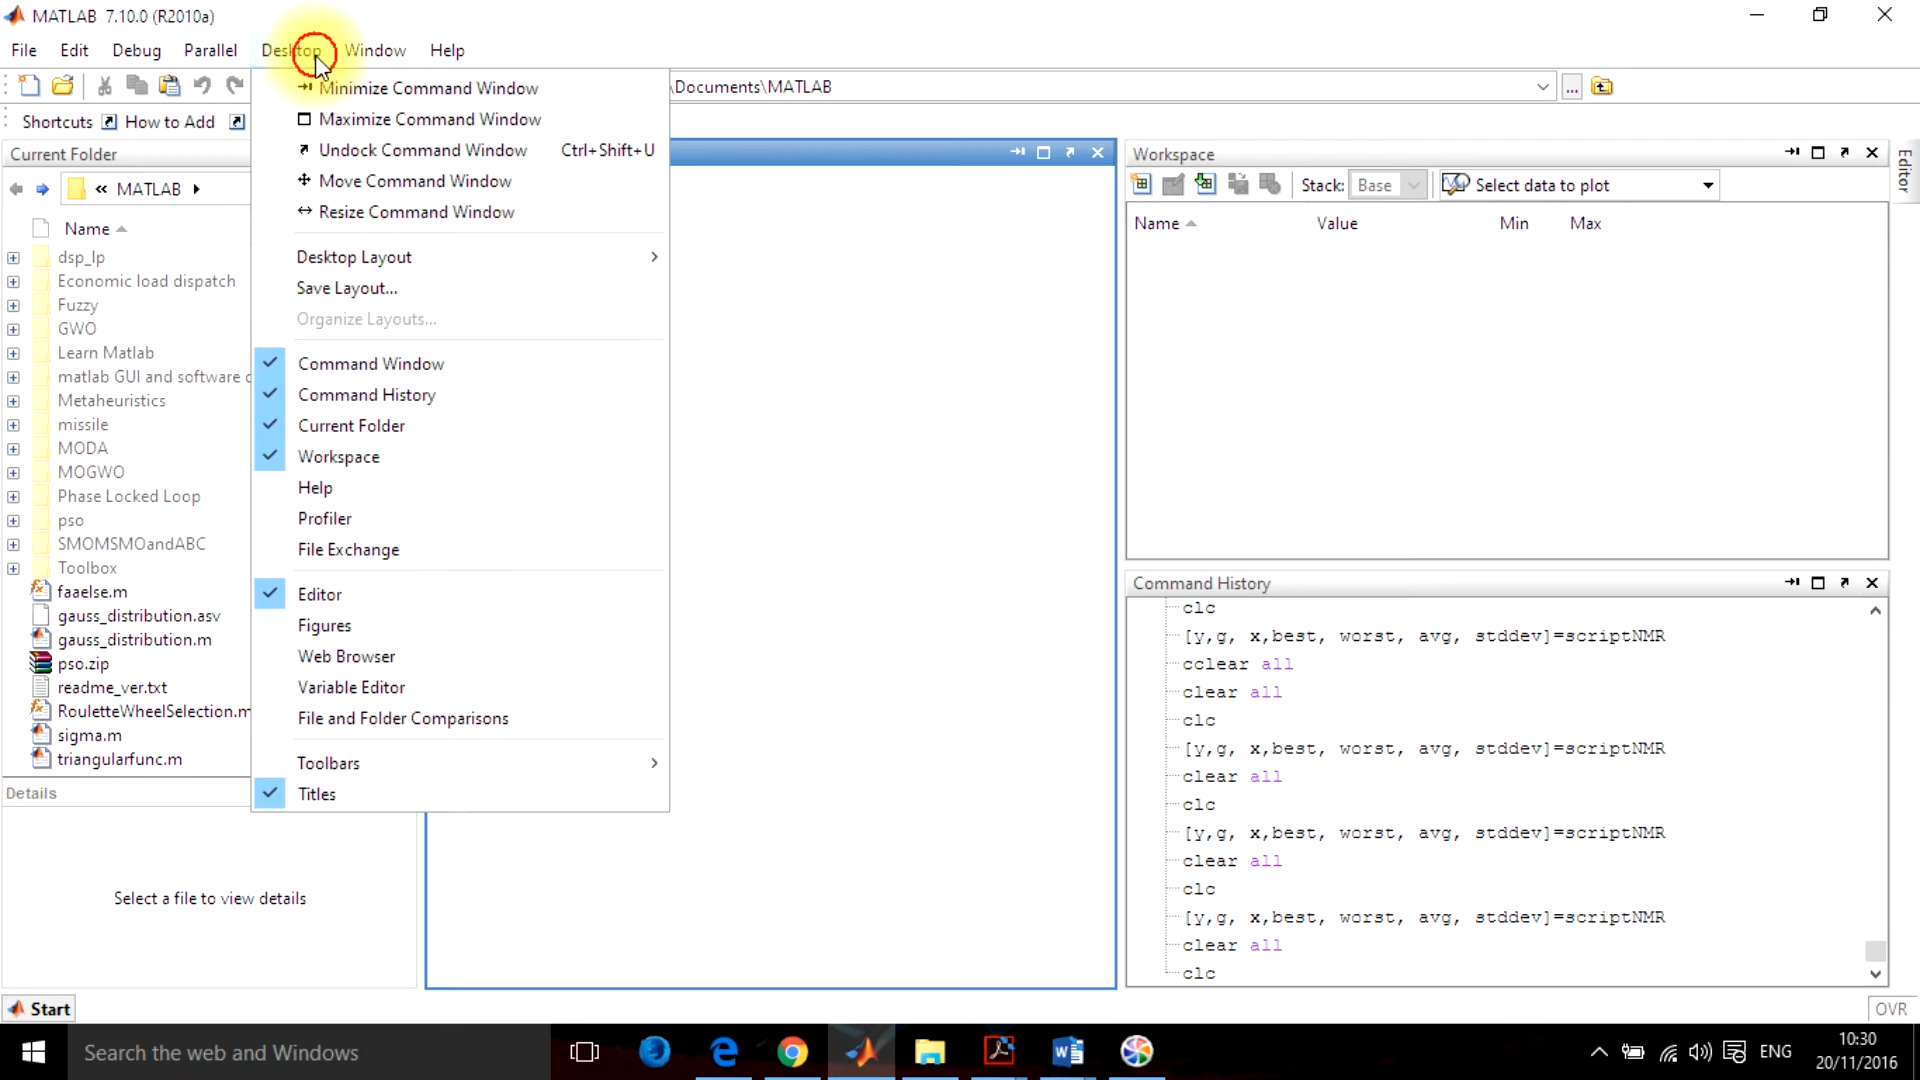 MATLAB 7.10.0 (R2010a)
File Edit Debug Parallel Desktop Window Help
\Documents\MATLAB ...
Shortcuts How to Add
Minimize Command Window
Maximize Command Window
Undock Command Window Ctrl+Shift+U
Move Command Window
Resize Command Window
Desktop Layout
Save Layout...
Organize Layouts...
Command Window
Command History
Current Folder
Workspace
Help
Profiler
File Exchange
Editor
Figures
Web Browser
Variable Editor
File and Folder Comparisons
Toolbars
Titles
Current Folder
« MATLAB
Name
dsp_lp
Economic load dispatch
Fuzzy
GWO
Learn Matlab
matlab GUI and software
Metaheuristics
missile
MODA
MOGWO
Phase Locked Loop
pso
SMOMSMOandABC
Toolbox
faaelse.m
gauss_distribution.asv
gauss_distribution.m
pso.zip
readme_ver.txt
RouletteWheelSelection.m
sigma.m
triangularfunc.m
Details
Select a file to view details
Workspace
Stack: Base Select data to plot
Name Value Min Max
Editor
Command History
clc
[y,g, x,best, worst, avg, stddev]=scriptNMR
cclear all
clear all
clc
[y,g, x,best, worst, avg, stddev]=scriptNMR
clear all
clc
[y,g, x,best, worst, avg, stddev]=scriptNMR
clear all
clc
[y,g, x,best, worst, avg, stddev]=scriptNMR
clear all
clc
Start
OVR
Search the web and Windows
ENG
10:30
20/11/2016